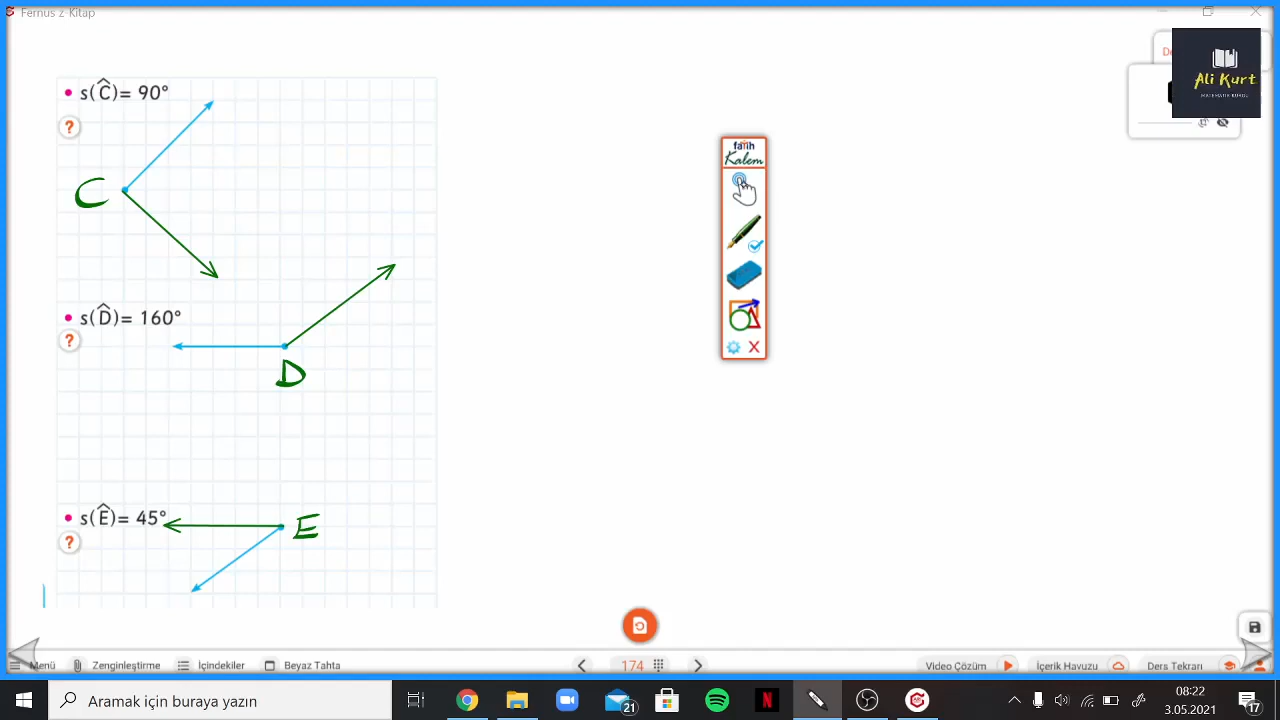 Fernus z-Kitap
De
Ali Kurt
s(Ĉ)= 90°
?
C
fatih
Kalem
s(D̂)= 160°
?
D
s(Ê)= 45°
E
?
Menü Zenginleştirme İçindekiler Beyaz Tahta 174 Video Çözüm İçerik Havuzu Ders Tekrarı
Aramak için buraya yazın
21
08:22
3.05.2021
17